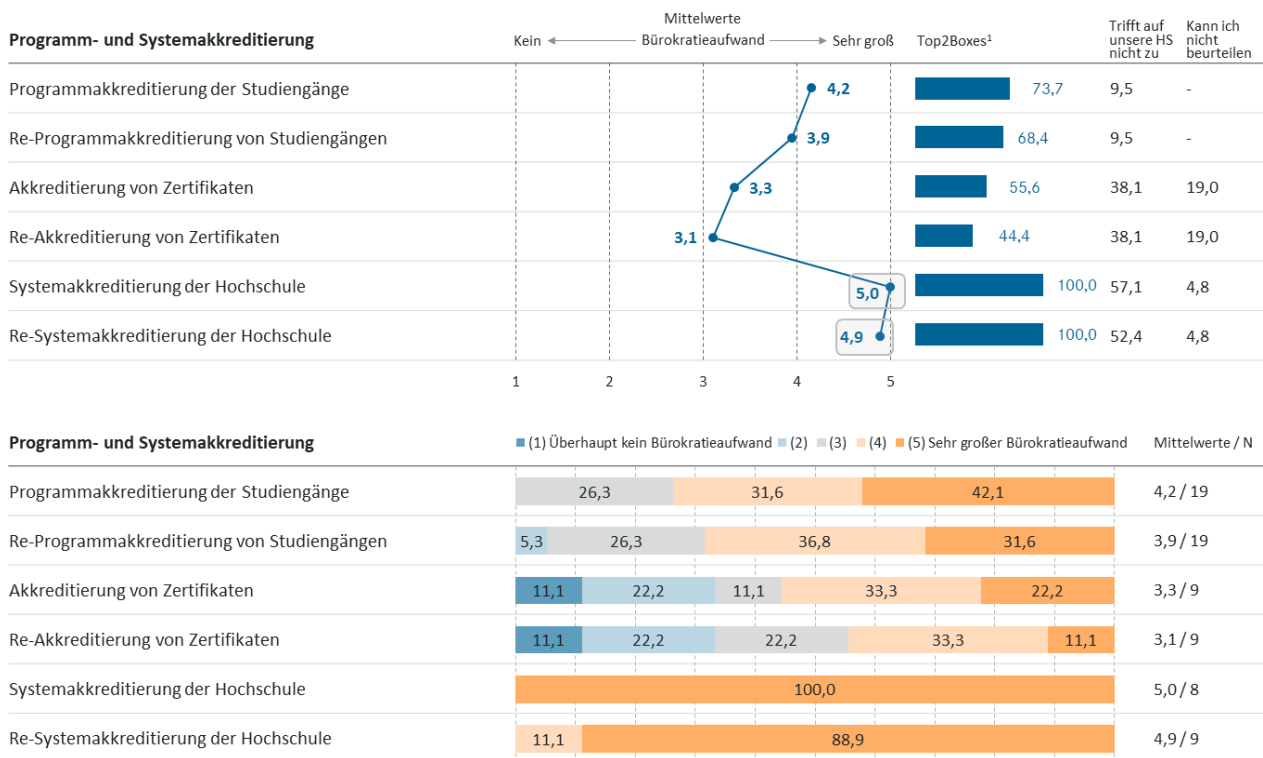 Mittelwerte
Programm- und Systemakkreditierung Kein Bürokratieaufwand Sehr groß Top2Boxes¹ Trifft auf unsere HS nicht zu Kann ich nicht beurteilen
Programmakkreditierung der Studiengänge 4,2 73,7 9,5 -
Re-Programmakkreditierung von Studiengängen 3,9 68,4 9,5 -
Akkreditierung von Zertifikaten 3,3 55,6 38,1 19,0
Re-Akkreditierung von Zertifikaten 3,1 44,4 38,1 19,0
Systemakkreditierung der Hochschule 5,0 100,0 57,1 4,8
Re-Systemakkreditierung der Hochschule 4,9 100,0 52,4 4,8
1 2 3 4 5
Programm- und Systemakkreditierung (1) Überhaupt kein Bürokratieaufwand (2) (3) (4) (5) Sehr großer Bürokratieaufwand Mittelwerte / N
Programmakkreditierung der Studiengänge 26,3 31,6 42,1 4,2 / 19
Re-Programmakkreditierung von Studiengängen 5,3 26,3 36,8 31,6 3,9 / 19
Akkreditierung von Zertifikaten 11,1 22,2 11,1 33,3 22,2 3,3 / 9
Re-Akkreditierung von Zertifikaten 11,1 22,2 22,2 33,3 11,1 3,1 / 9
Systemakkreditierung der Hochschule 100,0 5,0 / 8
Re-Systemakkreditierung der Hochschule 11,1 88,9 4,9 / 9